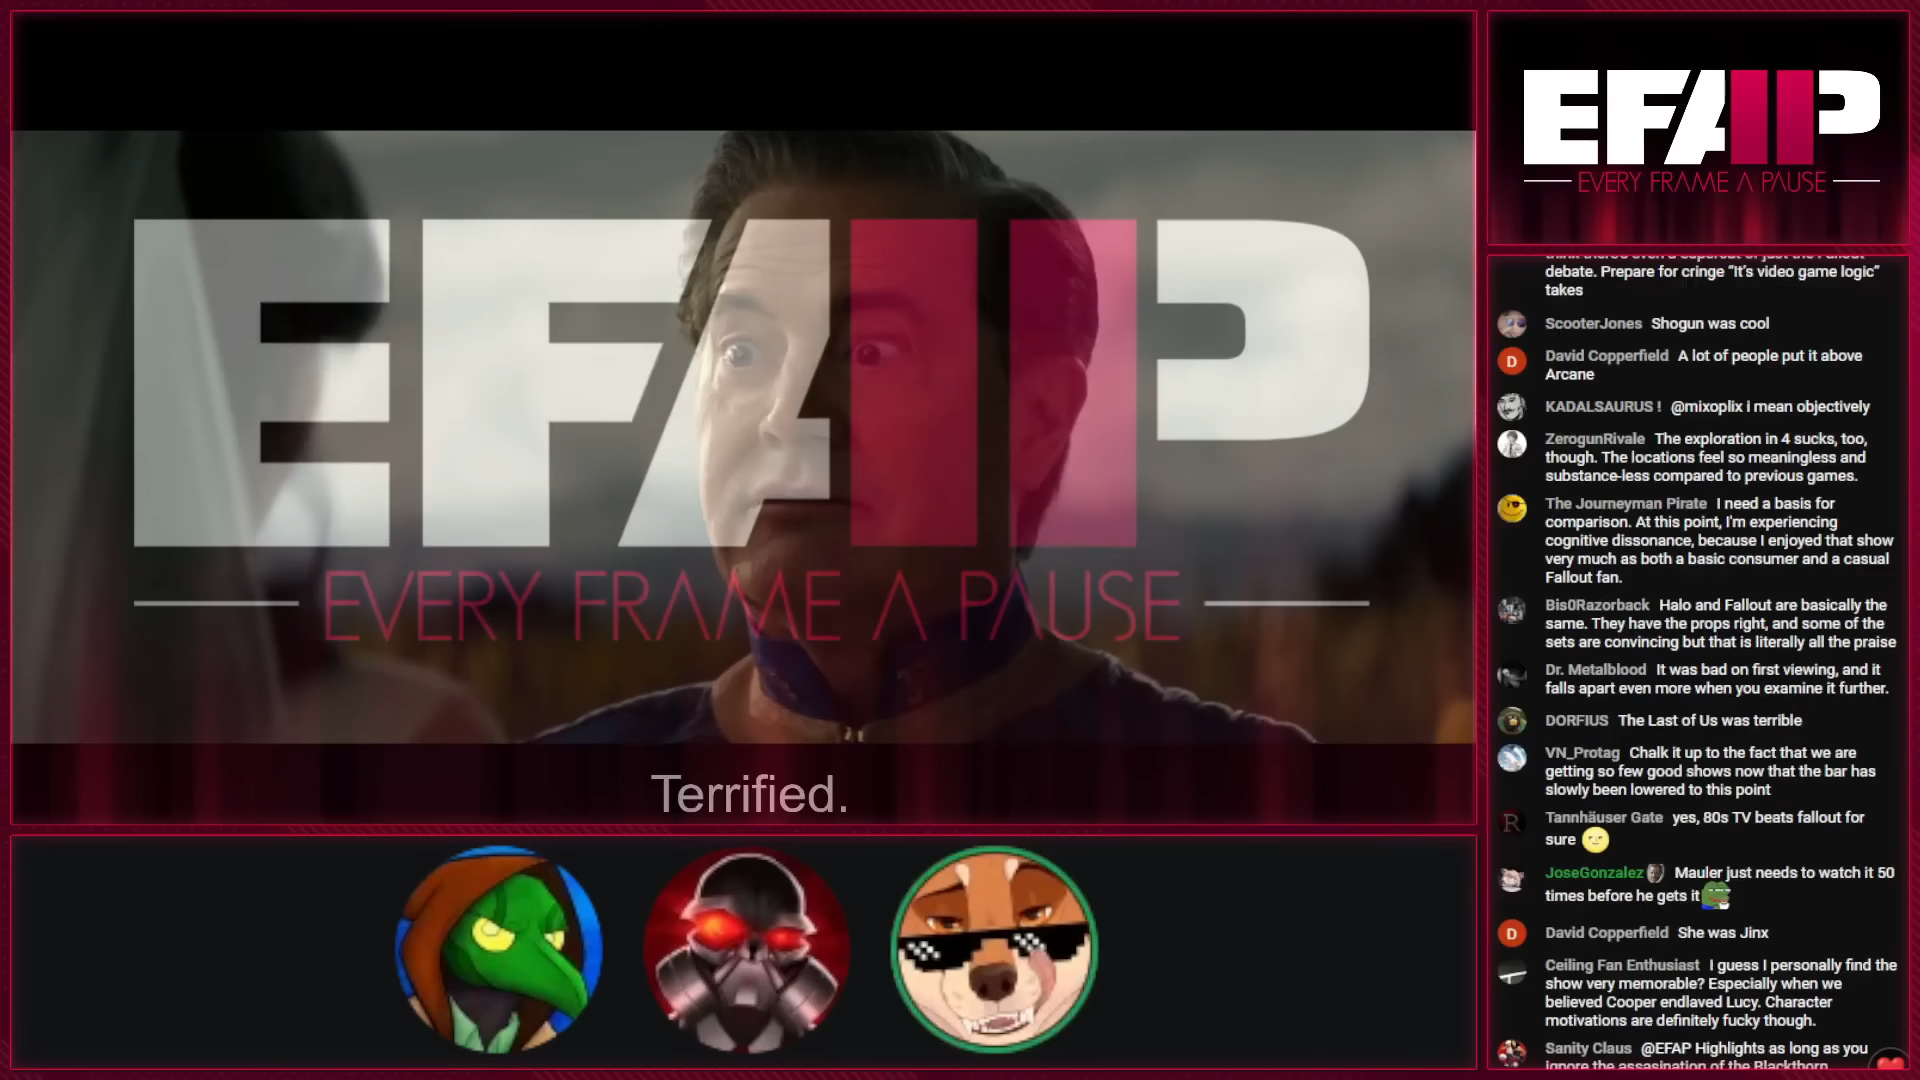 EFAP
EVERY FRAME A PAUSE
Terrified.
EFAP
EVERY FRAME A PAUSE
debate. Prepare for cringe “It's video game logic”
takes
ScooterJones Shogun was cool
D
David Copperfield A lot of people put it above
Arcane
KADALSAURUS ! @mixoplix i mean objectively
ZerogunRivale The exploration in 4 sucks, too,
though. The locations feel so meaningless and
substance-less compared to previous games.
The Journeyman Pirate I need a basis for
comparison. At this point, I'm experiencing
cognitive dissonance, because I enjoyed that show
very much as both a basic consumer and a casual
Fallout fan.
Bis0Razorback Halo and Fallout are basically the
same. They have the props right, and some of the
sets are convincing but that is literally all the praise
Dr. Metalblood It was bad on first viewing, and it
falls apart even more when you examine it further.
DORFIUS The Last of Us was terrible
VN_Protag Chalk it up to the fact that we are
getting so few good shows now that the bar has
slowly been lowered to this point
R
Tannhäuser Gate yes, 80s TV beats fallout for
sure
JoseGonzalez Mauler just needs to watch it 50
times before he gets it
D
David Copperfield She was Jinx
Ceiling Fan Enthusiast I guess I personally find the
show very memorable? Especially when we
believed Cooper endlaved Lucy. Character
motivations are definitely fucky though.
Sanity Claus @EFAP Highlights as long as you
ignore the assasination of the Blackthorn